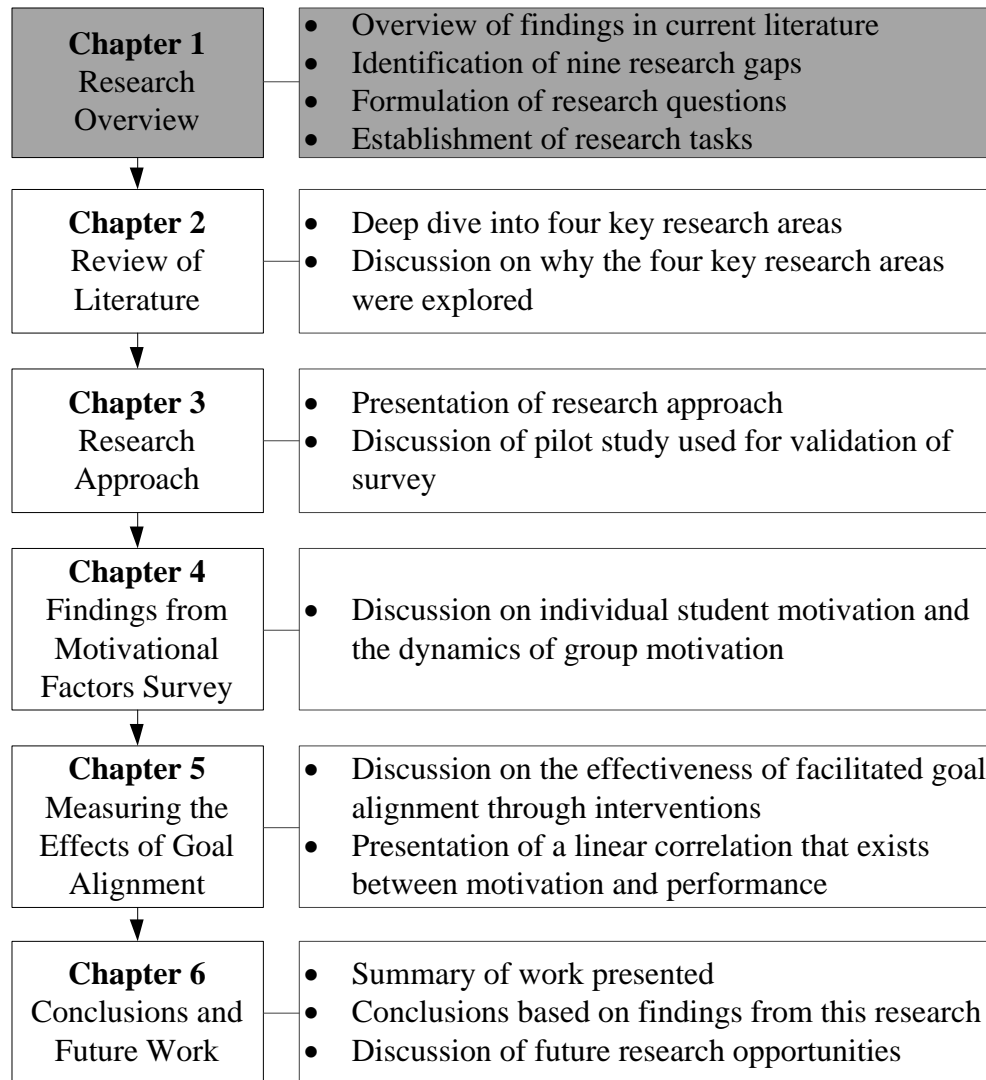 Chapter 1
Research
Overview
• Overview of findings in current literature
• Identification of nine research gaps
• Formulation of research questions
• Establishment of research tasks
Chapter 2
Review of
Literature
• Deep dive into four key research areas
• Discussion on why the four key research areas
were explored
Chapter 3
Research
Approach
• Presentation of research approach
• Discussion of pilot study used for validation of
survey
Chapter 4
Findings from
Motivational
Factors Survey
• Discussion on individual student motivation and
the dynamics of group motivation
Chapter 5
Measuring the
Effects of Goal
Alignment
• Discussion on the effectiveness of facilitated goal
alignment through interventions
• Presentation of a linear correlation that exists
between motivation and performance
Chapter 6
Conclusions and
Future Work
• Summary of work presented
• Conclusions based on findings from this research
• Discussion of future research opportunities